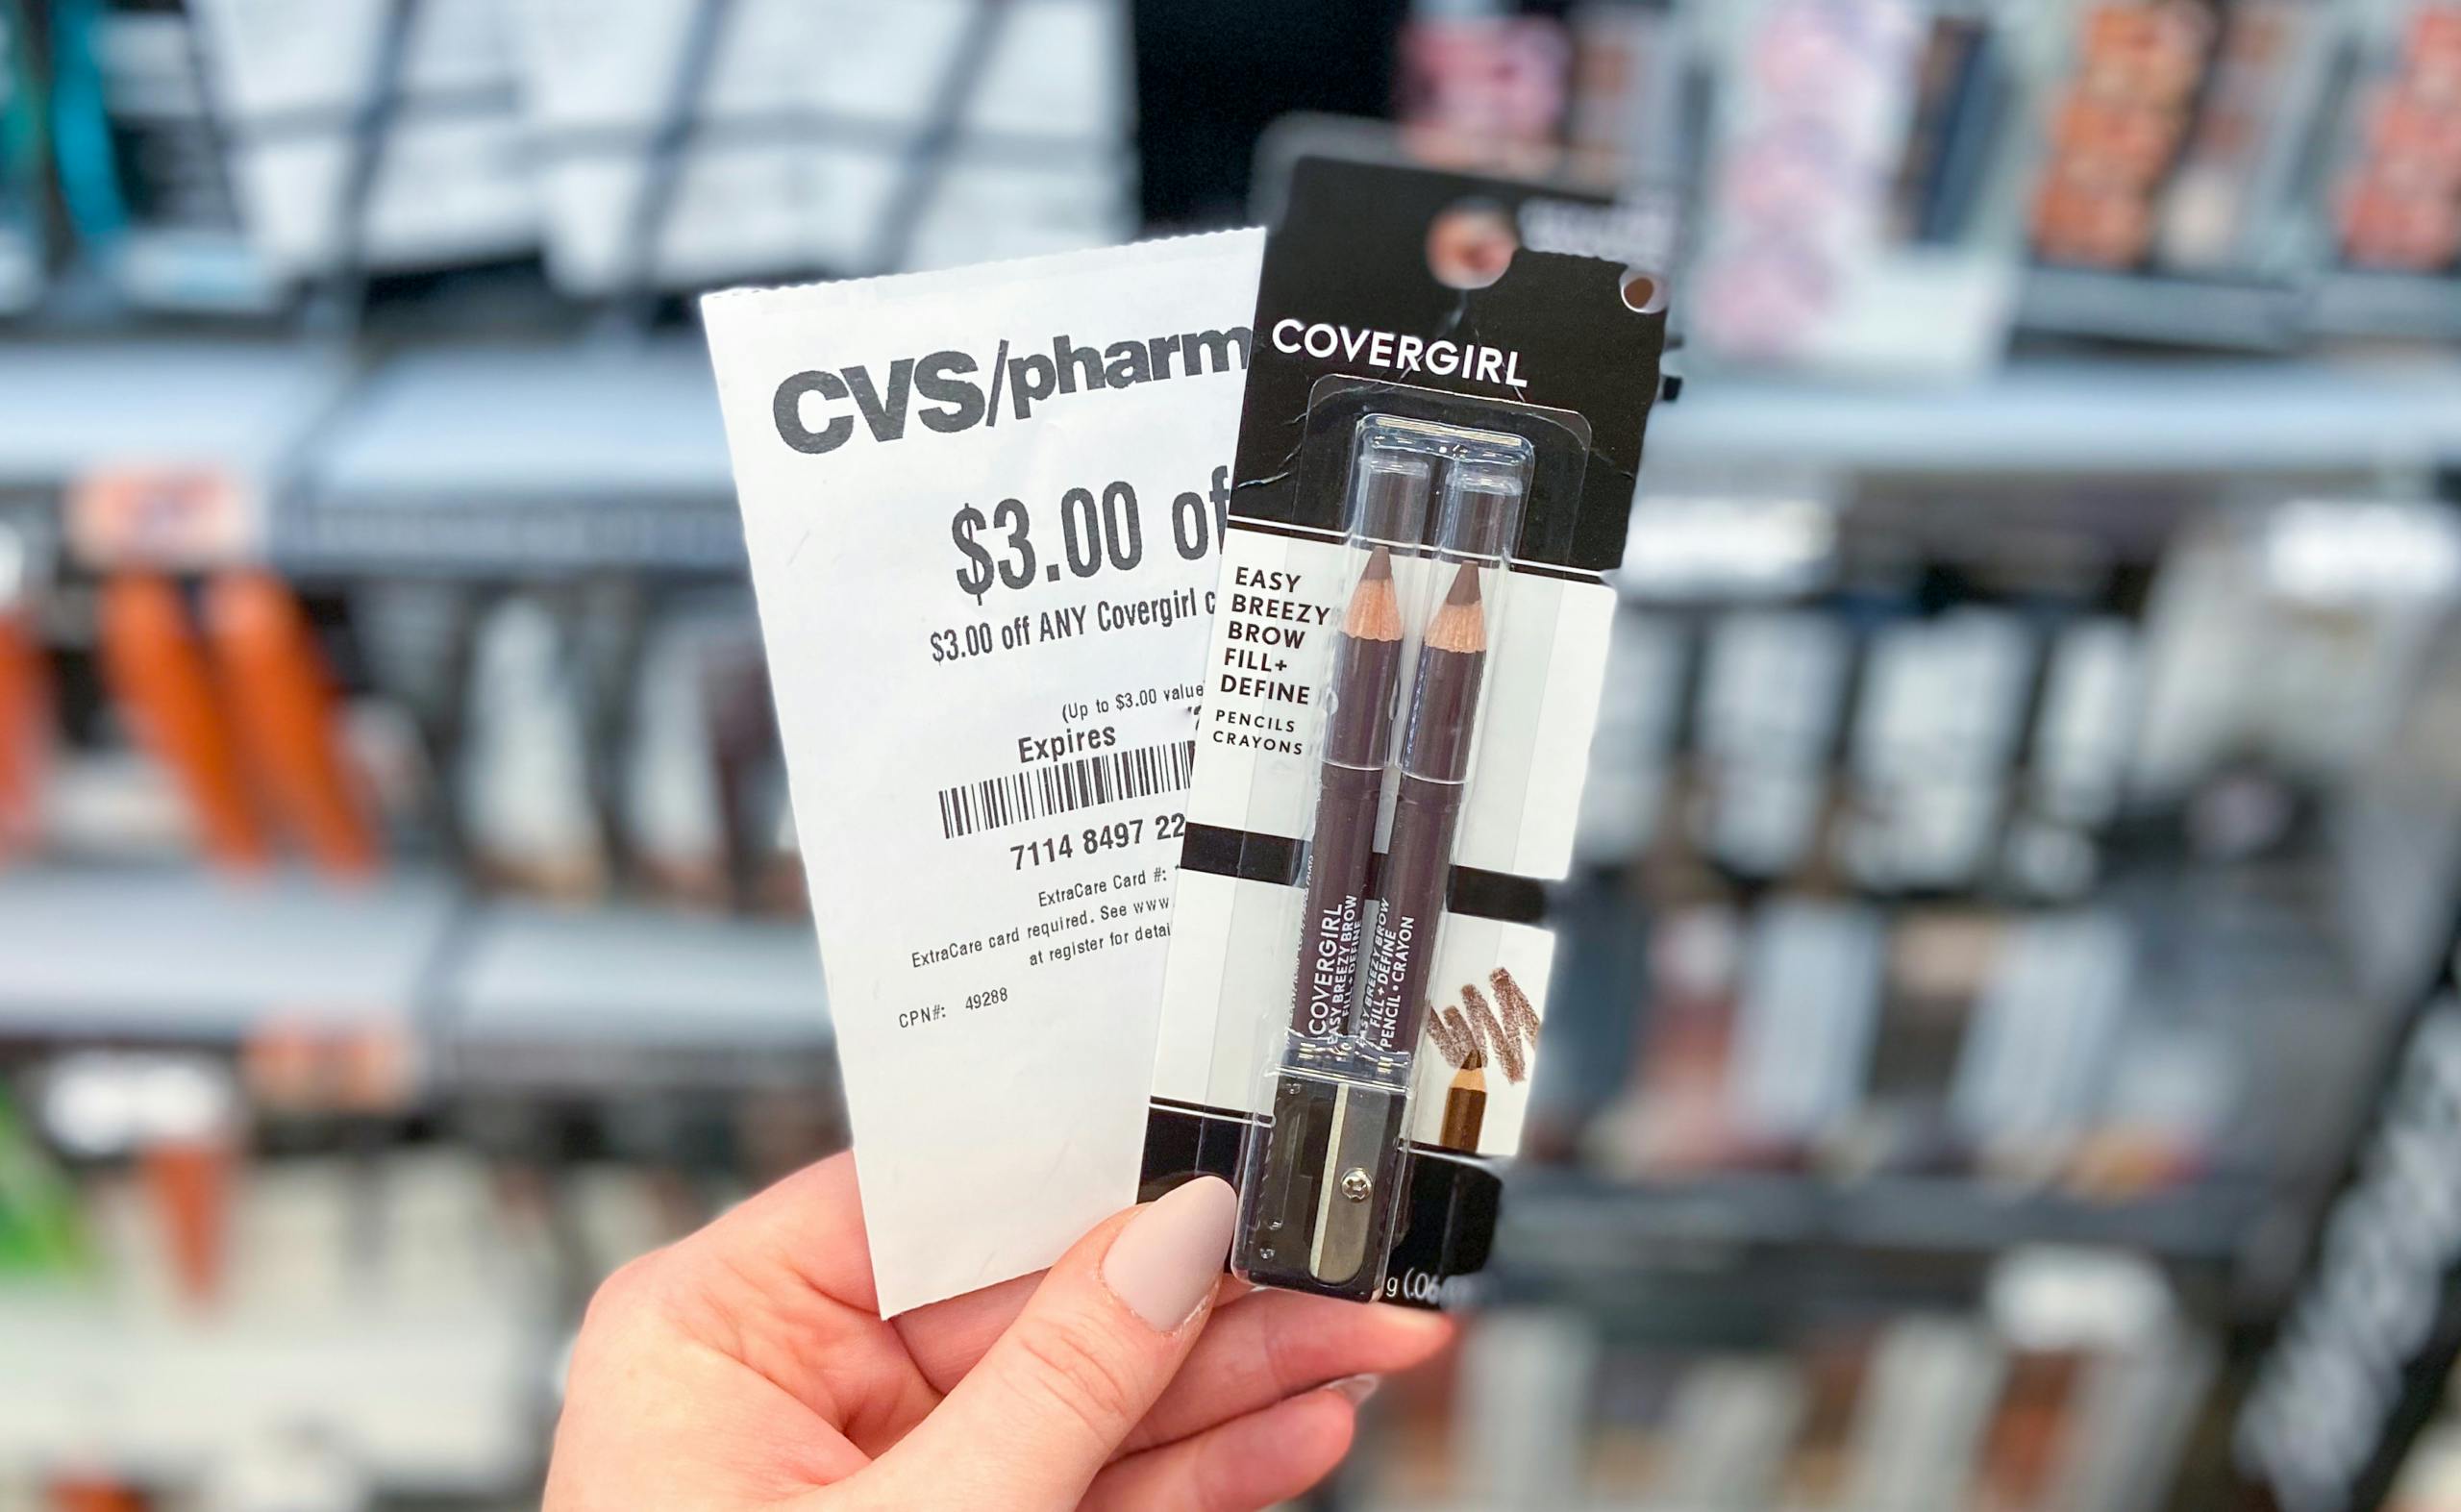 CVS/pharm
$3.00 of
$3.00 off ANY Covergirl c
(Up to $3.00 value
Expires
7114 8497 22
ExtraCare Card #:
ExtraCare card required. See www.
at register for detai
CPN#: 49288
COVERGIRL
EASY
BREEZY
BROW
FILL+
DEFINE
PENCILS
CRAYONS
COVERGIRL
EASY BREEZY BROW
FILL + DEFINE
EASY BREEZY BROW
FILL + DEFINE
PENCIL • CRAYON
g (.06